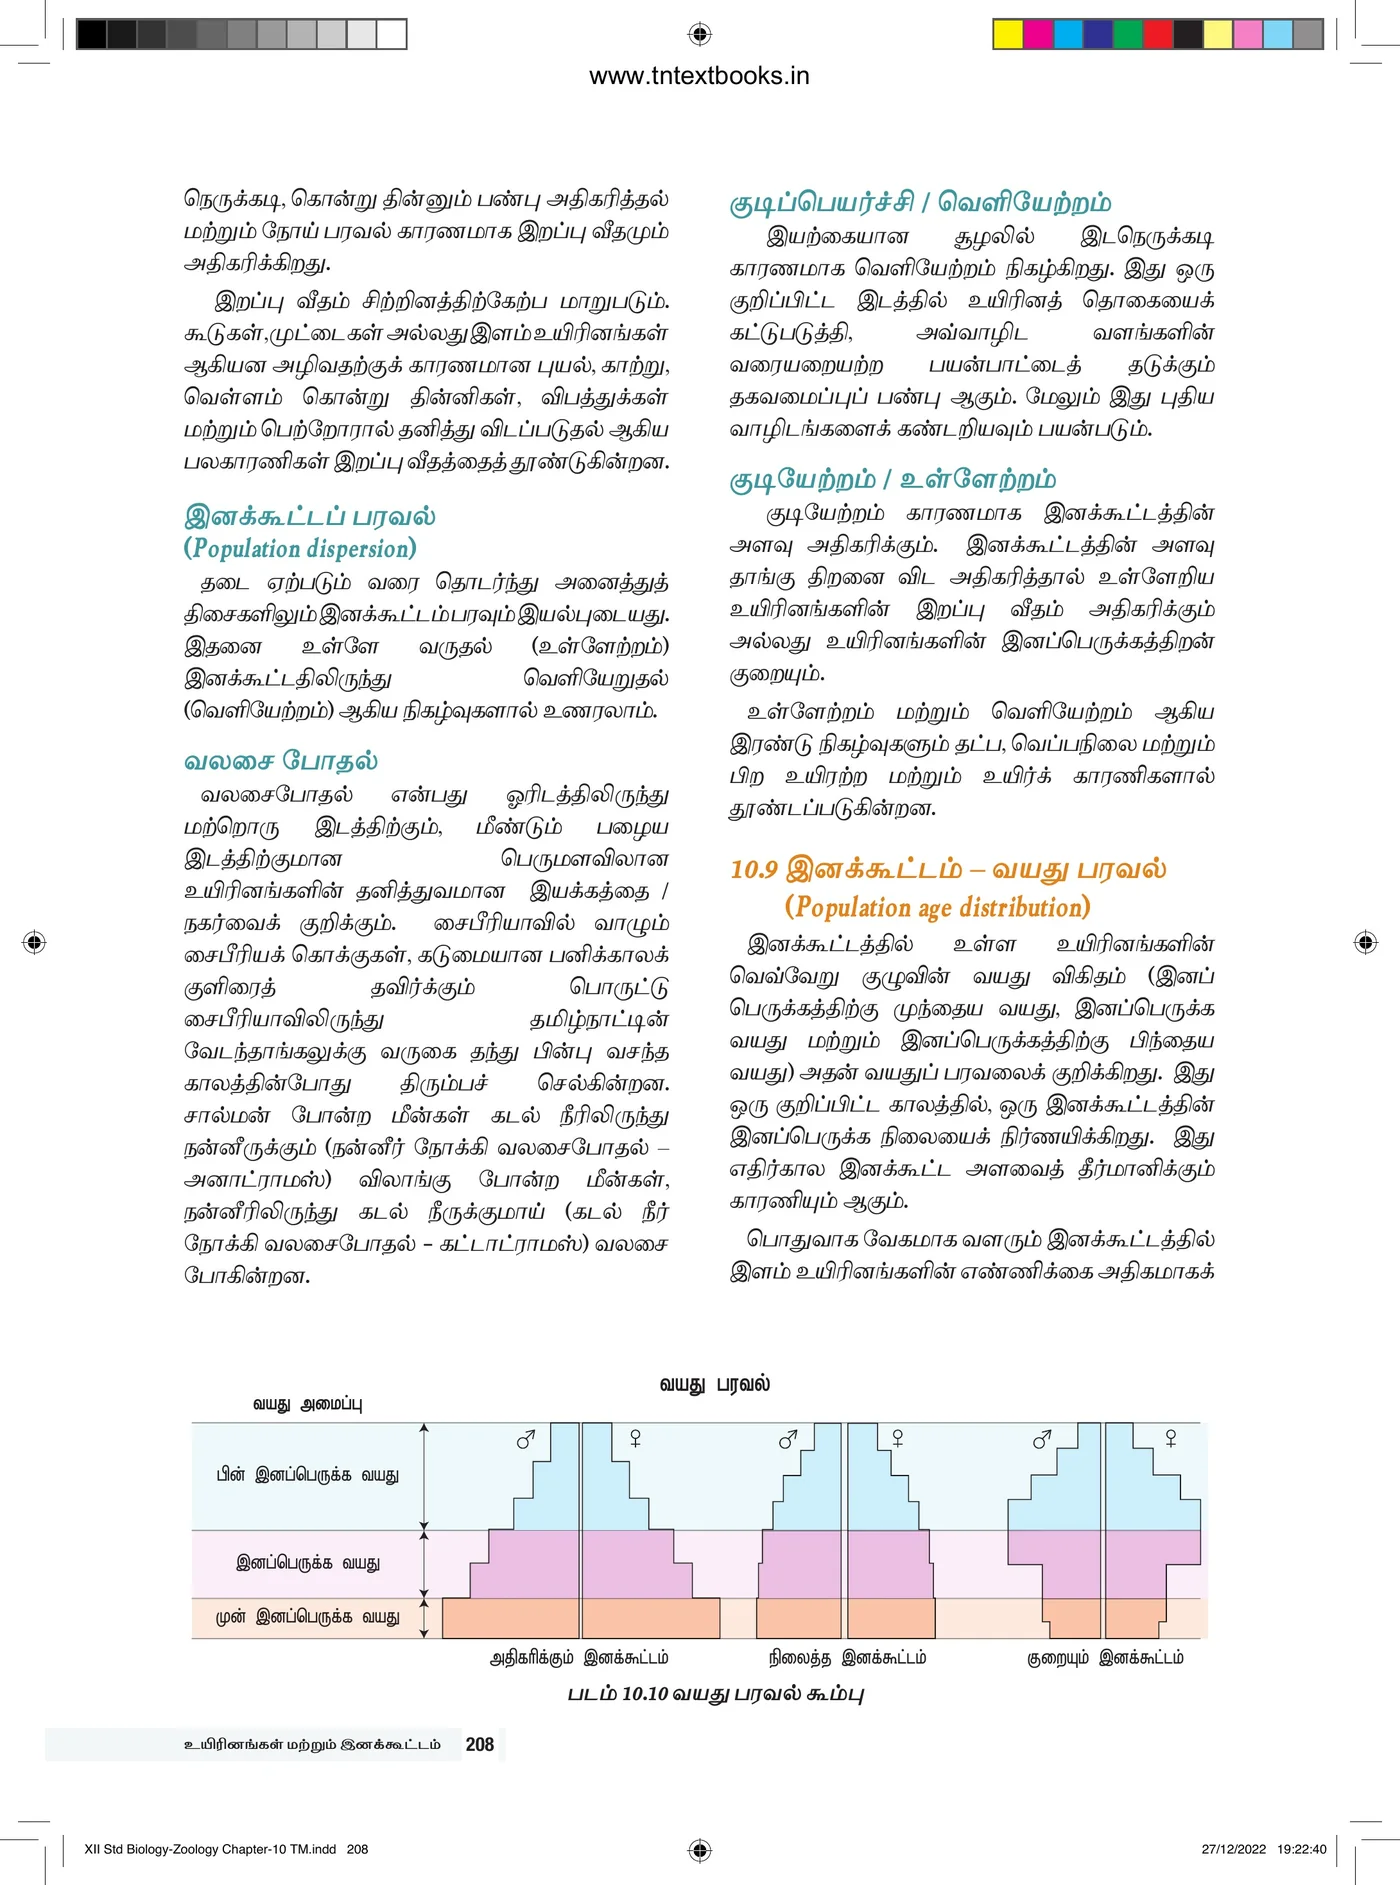 www.tntextbooks.in
நெருக்கடி, கொன்று தின்னும் பண்பு அதிகரித்தல்
மற்றும் நோய் பரவல் காரணமாக இறப்பு வீதமும்
அதிகரிக்கிறது.
இறப்பு வீதம் சிற்றினத்திற்கேற்ப மாறுபடும்.
கூடுகள்,முட்டைகள் அல்லது இளம் உயிரினங்கள்
ஆகியன அழிவதற்குக் காரணமான புயல், காற்று,
வெள்ளம் கொன்று தின்னிகள், விபத்துக்கள்
மற்றும் பெற்றோரால் தனித்து விடப்படுதல் ஆகிய
பலகாரணிகள் இறப்பு வீதத்தைத் தூண்டுகின்றன.
இனக்கூட்டப் பரவல்
(Population dispersion)
தடை ஏற்படும் வரை தொடர்ந்து அனைத்துத்
திசைகளிலும் இனக்கூட்டம் பரவும் இயல்புடையது.
இதனை உள்ளே வருதல் (உள்ளேற்றம்)
இனக்கூட்டதிலிருந்து வெளியேறுதல்
(வெளியேற்றம்) ஆகிய நிகழ்வுகளால் உணரலாம்.
வலசை போதல்
வலசைபோதல் என்பது ஓரிடத்திலிருந்து
மற்றொரு இடத்திற்கும், மீண்டும் பழைய
இடத்திற்குமான பெருமளவிலான
உயிரினங்களின் தனித்துவமான இயக்கத்தை /
நகர்வைக் குறிக்கும். சைபீரியாவில் வாழும்
சைபீரியக் கொக்குகள், கடுமையான பனிக்காலக்
குளிரைத் தவிர்க்கும் பொருட்டு
சைபீரியாவிலிருந்து தமிழ்நாட்டின்
வேடந்தாங்கலுக்கு வருகை தந்து பின்பு வசந்த
காலத்தின்போது திரும்பச் செல்கின்றன.
சால்மன் போன்ற மீன்கள் கடல் நீரிலிருந்து
நன்னீருக்கும் (நன்னீர் நோக்கி வலசைபோதல் –
அனாட்ராமஸ்) விலாங்கு போன்ற மீன்கள்,
நன்னீரிலிருந்து கடல் நீருக்குமாய் (கடல் நீர்
நோக்கி வலசைபோதல் – கட்டாட்ராமஸ்) வலசை
போகின்றன.
குடிப்பெயர்ச்சி / வெளியேற்றம்
இயற்கையான சூழலில் இடநெருக்கடி
காரணமாக வெளியேற்றம் நிகழ்கிறது. இது ஒரு
குறிப்பிட்ட இடத்தில் உயிரினத் தொகையைக்
கட்டுபடுத்தி, அவ்வாழிட வளங்களின்
வரையறையற்ற பயன்பாட்டைத் தடுக்கும்
தகவமைப்புப் பண்பு ஆகும். மேலும் இது புதிய
வாழிடங்களைக் கண்டறியவும் பயன்படும்.
குடியேற்றம் / உள்ளேற்றம்
குடியேற்றம் காரணமாக இனக்கூட்டத்தின்
அளவு அதிகரிக்கும். இனக்கூட்டத்தின் அளவு
தாங்கு திறனை விட அதிகரித்தால் உள்ளேறிய
உயிரினங்களின் இறப்பு வீதம் அதிகரிக்கும்
அல்லது உயிரினங்களின் இனப்பெருக்கத்திறன்
குறையும்.
உள்ளேற்றம் மற்றும் வெளியேற்றம் ஆகிய
இரண்டு நிகழ்வுகளும் தட்ப, வெப்பநிலை மற்றும்
பிற உயிரற்ற மற்றும் உயிர்க் காரணிகளால்
தூண்டப்படுகின்றன.
10.9 இனக்கூட்டம் – வயது பரவல்
(Population age distribution)
இனக்கூட்டத்தில் உள்ள உயிரினங்களின்
வெவ்வேறு குழுவின் வயது விகிதம் (இனப்
பெருக்கத்திற்கு முந்தைய வயது, இனப்பெருக்க
வயது மற்றும் இனப்பெருக்கத்திற்கு பிந்தைய
வயது) அதன் வயதுப் பரவலைக் குறிக்கிறது. இது
ஒரு குறிப்பிட்ட காலத்தில், ஒரு இனக்கூட்டத்தின்
இனப்பெருக்க நிலையைக் நிர்ணயிக்கிறது. இது
எதிர்கால இனக்கூட்ட அளவைத் தீர்மானிக்கும்
காரணியும் ஆகும்.
பொதுவாக வேகமாக வளரும் இனக்கூட்டத்தில்
இளம் உயிரினங்களின் எண்ணிக்கை அதிகமாகக்
வயது பரவல்
வயது அமைப்பு
♂ ♀ ♂ ♀ ♂ ♀
பின் இனப்பெருக்க வயது
இனப்பெருக்க வயது
முன் இனப்பெருக்க வயது
அதிகரிக்கும் இனக்கூட்டம் நிலைத்த இனக்கூட்டம் குறையும் இனக்கூட்டம்
படம் 10.10 வயது பரவல் கூம்பு
உயிரினங்கள் மற்றும் இனக்கூட்டம் 208
XII Std Biology-Zoology Chapter-10 TM.indd 208 27/12/2022 19:22:40